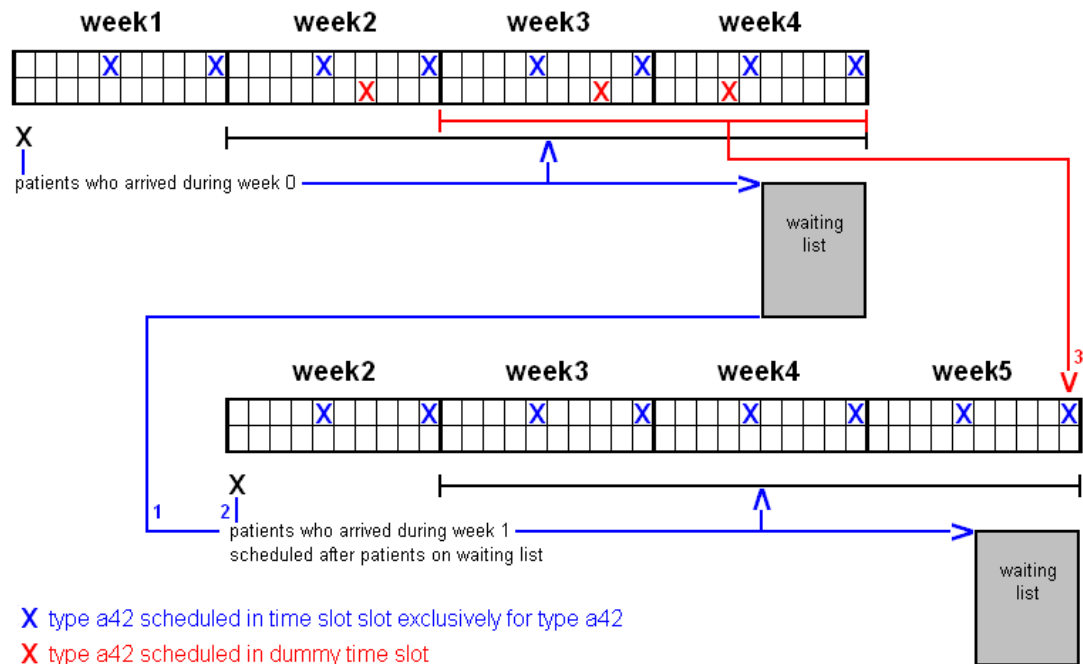 week1 week2 week3 week4
X X X X X X X X
X X X
X
patients who arrived during week 0
waiting
list
3
week2 week3 week4 week5
X X X X X X X X
X
1 2
patients who arrived during week 1
scheduled after patients on waiting list
waiting
list
X type a42 scheduled in time slot slot exclusively for type a42
X type a42 scheduled in dummy time slot